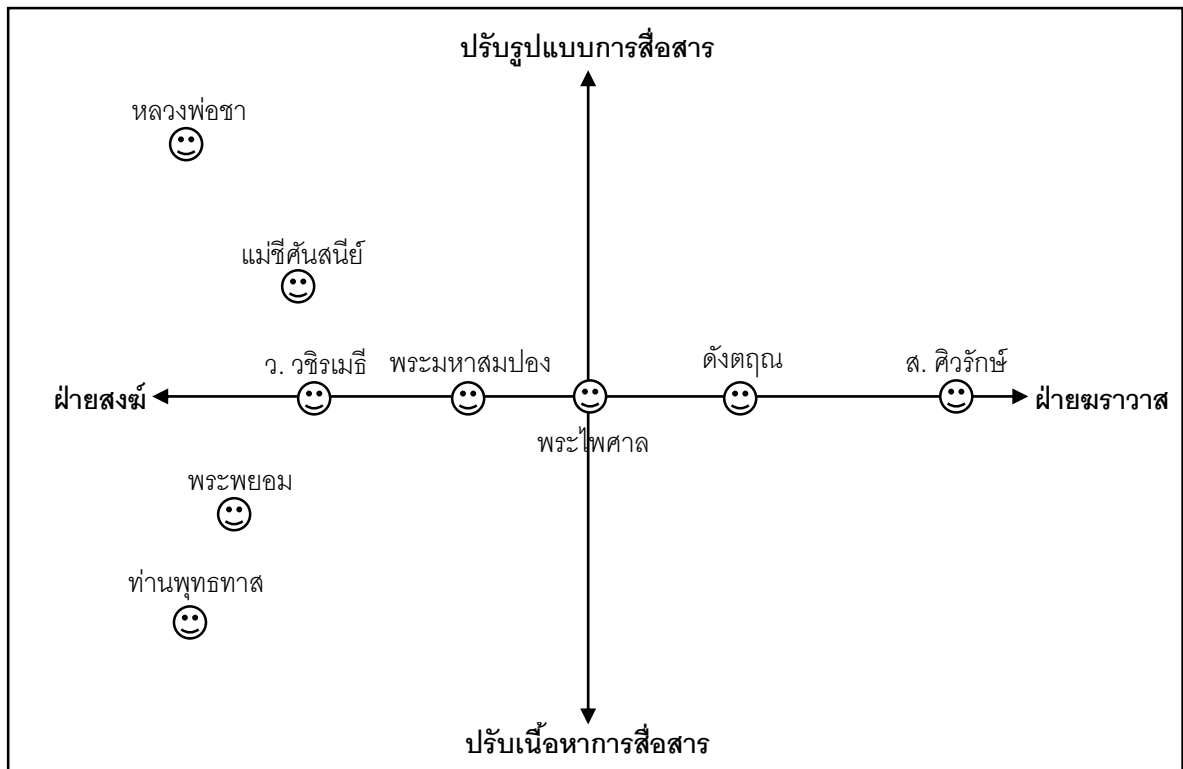 ปรับรูปแบบการสื่อสาร
หลวงพ่อชา
แม่ชีศันสนีย์
ว. วชิรเมธี
พระมหาสมปอง
ดังตฤณ
ส. ศิวรักษ์
ฝ่ายสงฆ์
ฝ่ายฆราวาส
พระไพศาล
พระพยอม
ท่านพุทธทาส
ปรับเนื้อหาการสื่อสาร